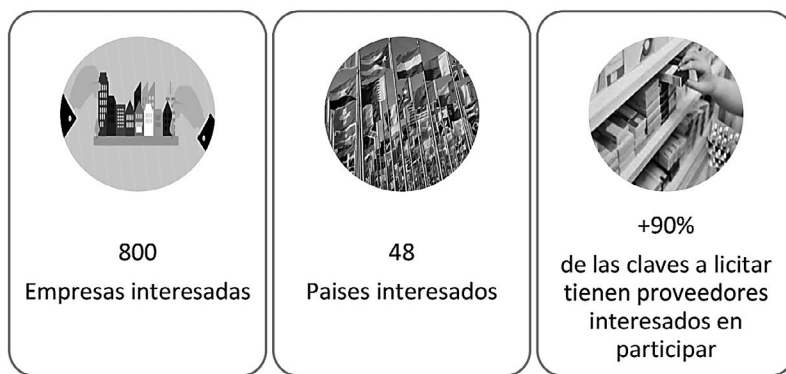 800
Empresas interesadas
48
Paises interesados
+90%
de las claves a licitar
tienen proveedores
interesados en
participar